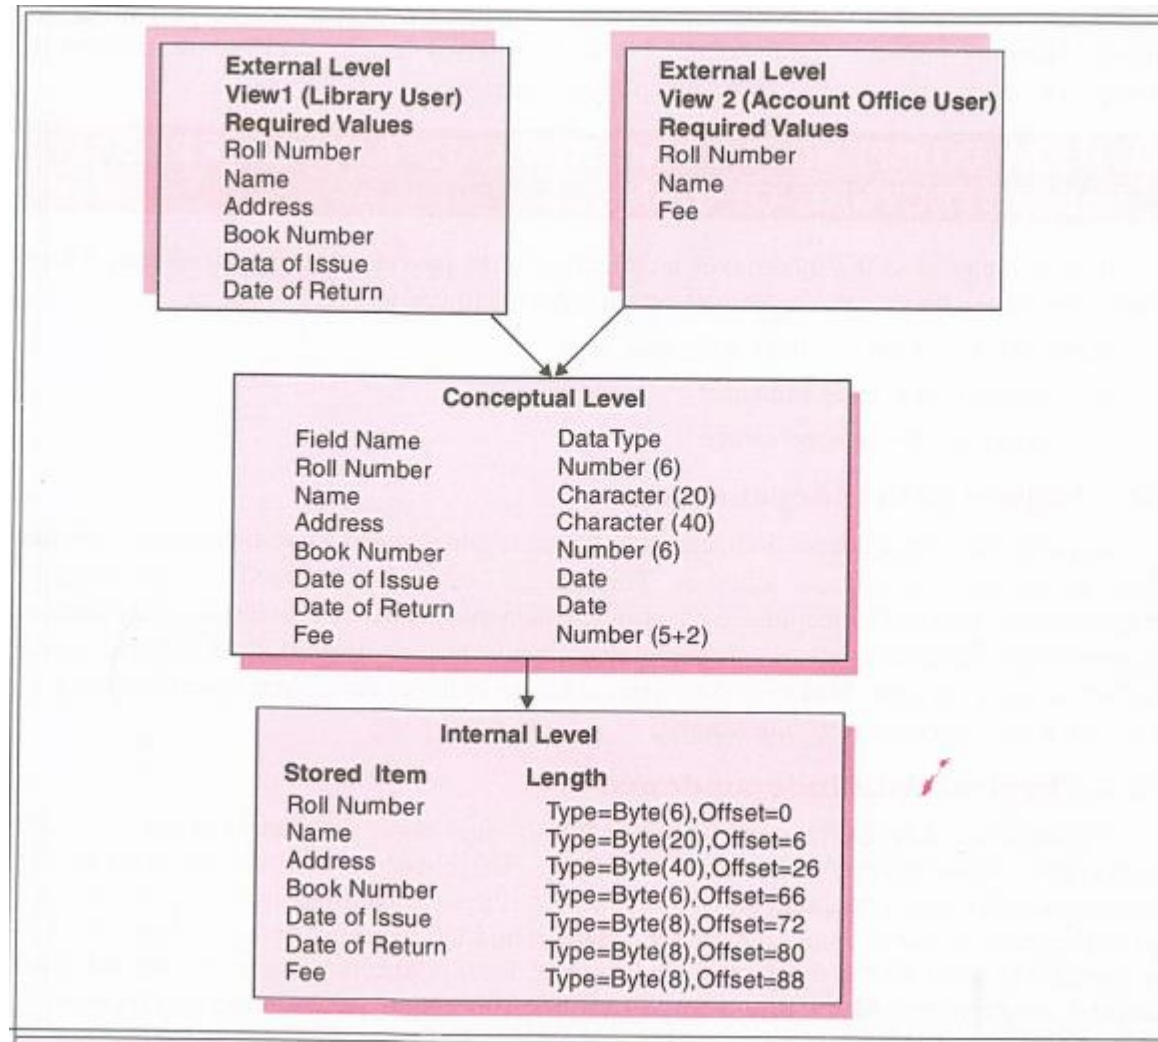 External Level
View1 (Library User)
Required Values
Roll Number
Name
Address
Book Number
Date of Issue
Date of Return
External Level
View 2 (Account Office User)
Required Values
Roll Number
Name
Fee
Conceptual Level
Field Name DataType
Roll Number Number (6)
Name Character (20)
Address Character (40)
Book Number Number (6)
Date of Issue Date
Date of Return Date
Fee Number (5+2)
Internal Level
Stored Item Length
Roll Number Type=Byte(6),Offset=0
Name Type=Byte(20),Offset=6
Address Type=Byte(40),Offset=26
Book Number Type=Byte(6),Offset=66
Date of Issue Type=Byte(8),Offset=72
Date of Return Type=Byte(8),Offset=80
Fee Type=Byte(8),Offset=88